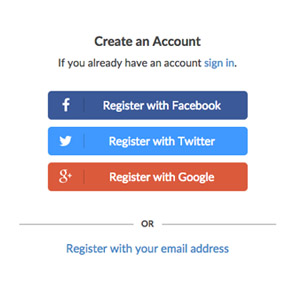 Create an Account
If you already have an account sign in.
f Register with Facebook
Register with Twitter
g+ Register with Google
OR
Register with your email address